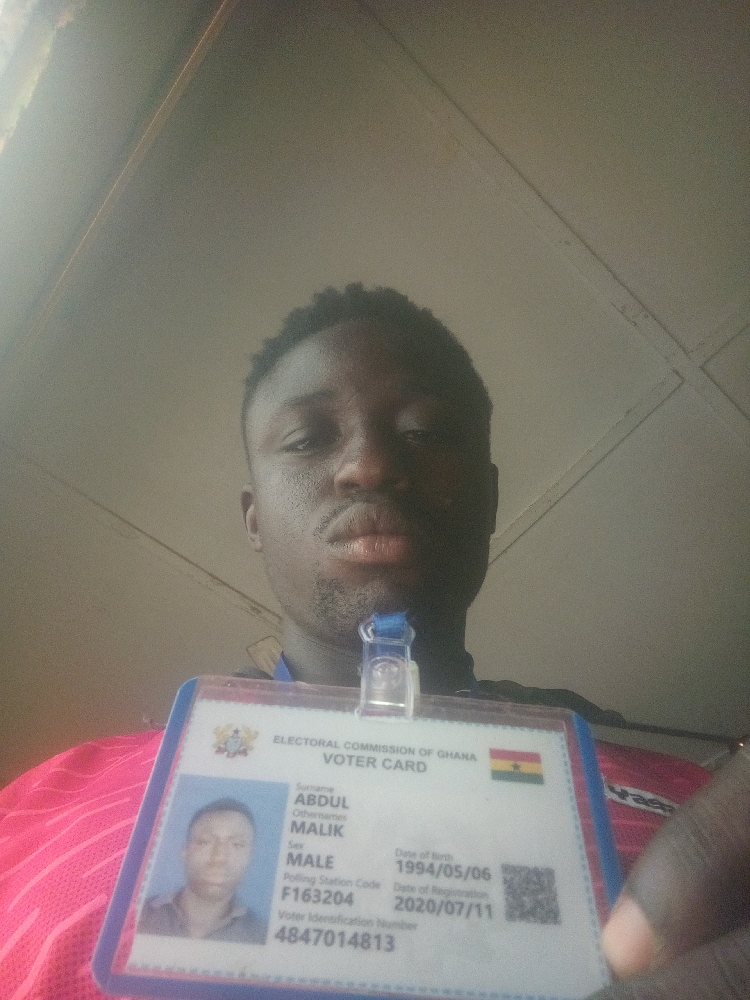 ELECTORAL COMMISSION OF GHANA
VOTER CARD
Surname
ABDUL
Othernames
MALIK
Sex
MALE
Date of Birth
1994/05/06
Polling Station Code
F163204
Date of Registration
2020/07/11
Voter Identification Number
4847014813